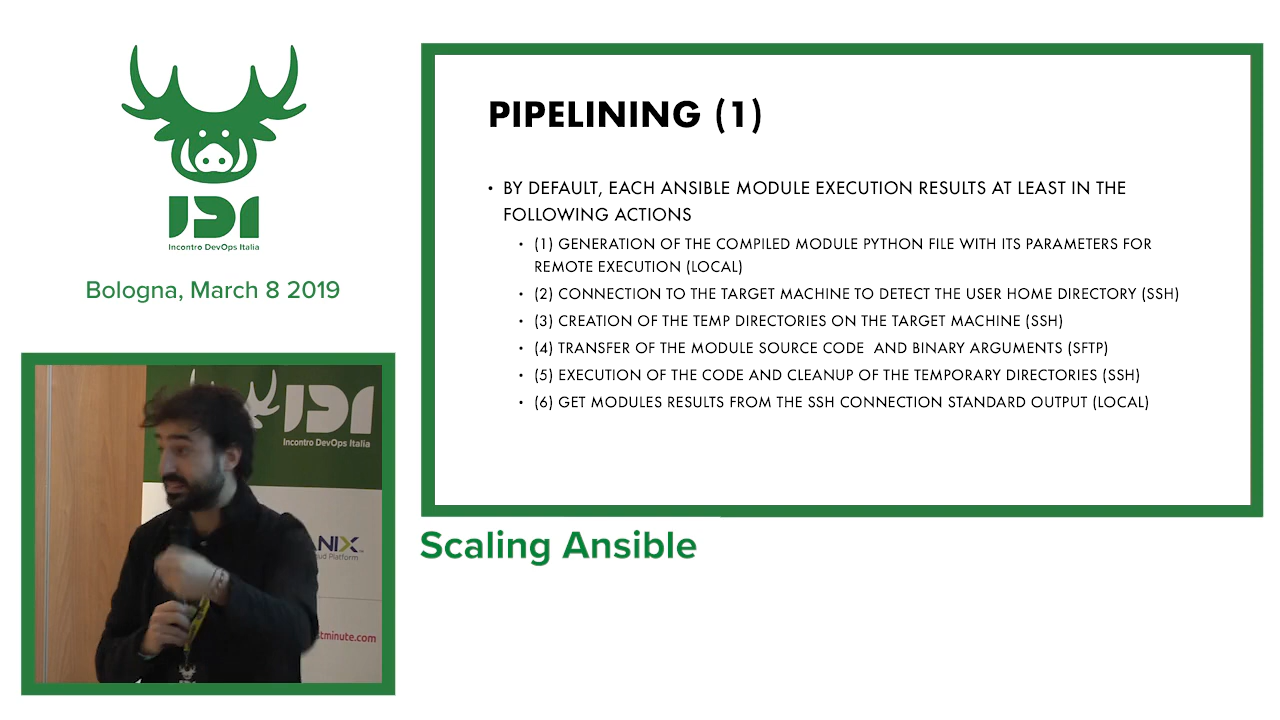 IDI
Incontro DevOps Italia
Bologna, March 8 2019
PIPELINING (1)
• BY DEFAULT, EACH ANSIBLE MODULE EXECUTION RESULTS AT LEAST IN THE
FOLLOWING ACTIONS
• (1) GENERATION OF THE COMPILED MODULE PYTHON FILE WITH ITS PARAMETERS FOR
REMOTE EXECUTION (LOCAL)
• (2) CONNECTION TO THE TARGET MACHINE TO DETECT THE USER HOME DIRECTORY (SSH)
• (3) CREATION OF THE TEMP DIRECTORIES ON THE TARGET MACHINE (SSH)
• (4) TRANSFER OF THE MODULE SOURCE CODE  AND BINARY ARGUMENTS (SFTP)
• (5) EXECUTION OF THE CODE AND CLEANUP OF THE TEMPORARY DIRECTORIES (SSH)
• (6) GET MODULES RESULTS FROM THE SSH CONNECTION STANDARD OUTPUT (LOCAL)
Scaling Ansible
IDI
Incontro DevOps Italia
NIX
Platform
tminute.com